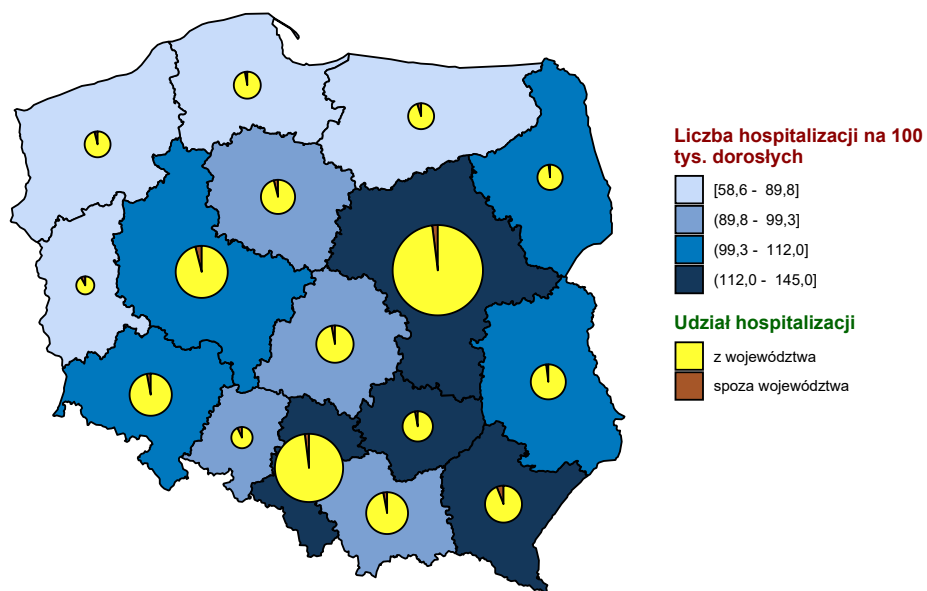 Liczba hospitalizacji na 100
tys. dorosłych
[58,6 - 89,8]
(89,8 - 99,3]
(99,3 - 112,0]
(112,0 - 145,0]
Udział hospitalizacji
z województwa
spoza województwa